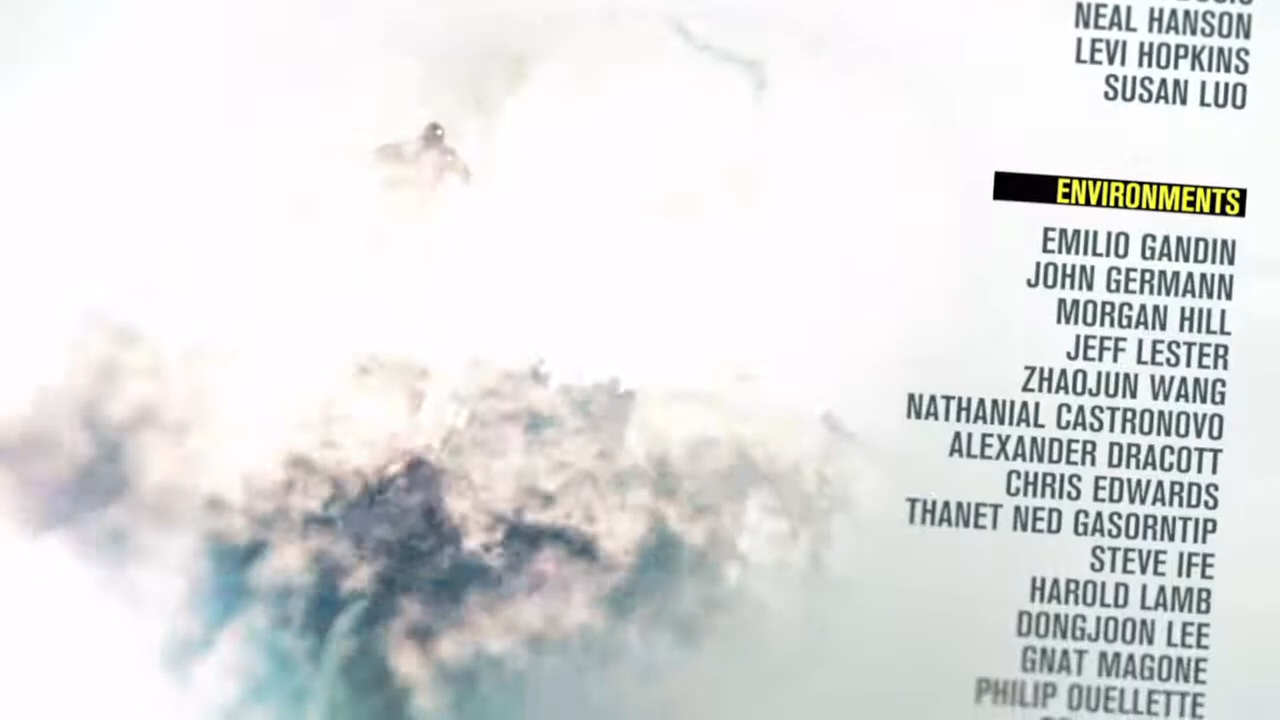 NEAL HANSON
LEVI HOPKINS
SUSAN LUO
ENVIRONMENTS
EMILIO GANDIN
JOHN GERMANN
MORGAN HILL
JEFF LESTER
ZHAOJUN WANG
NATHANIAL CASTRONOVO
ALEXANDER DRACOTT
CHRIS EDWARDS
THANET NED GASORNTIP
STEVE IFE
HAROLD LAMB
DONGJOON LEE
GNAT MAGONE
PHILIP OUELLETTE